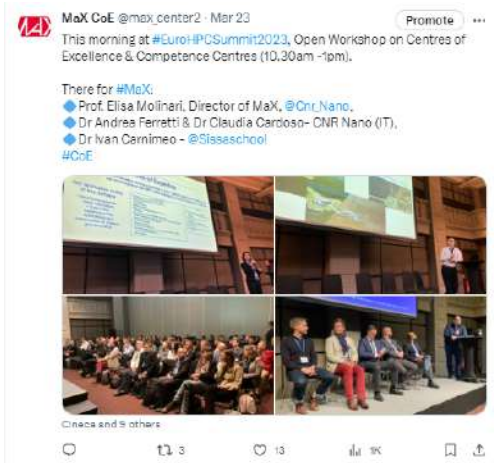 MaX CoE @max_center2 · Mar 23
Promote
This morning at #EuroHPCSummit2023, Open Workshop on Centres of
Excellence & Competence Centres (10.30am -1pm).
There for #MaX:
Prof. Elisa Molinari, Director of MaX, @Cnr_Nano,
Dr Andrea Ferretti & Dr Claudia Cardoso- CNR Nano (IT),
Dr Ivan Carnimeo - @Sissaschool
#CoE
Cineca and 9 others
3 13 1K